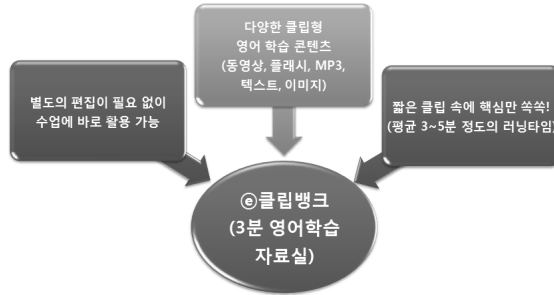 다양한 클립형
영어 학습 콘텐츠
(동영상, 플래시, MP3,
텍스트, 이미지)
별도의 편집이 필요 없이
수업에 바로 활용 가능
짧은 클립 속에 핵심만 쏙쏙!
(평균 3~5분 정도의 러닝타임)
ⓔ클립뱅크
(3분 영어학습
자료실)